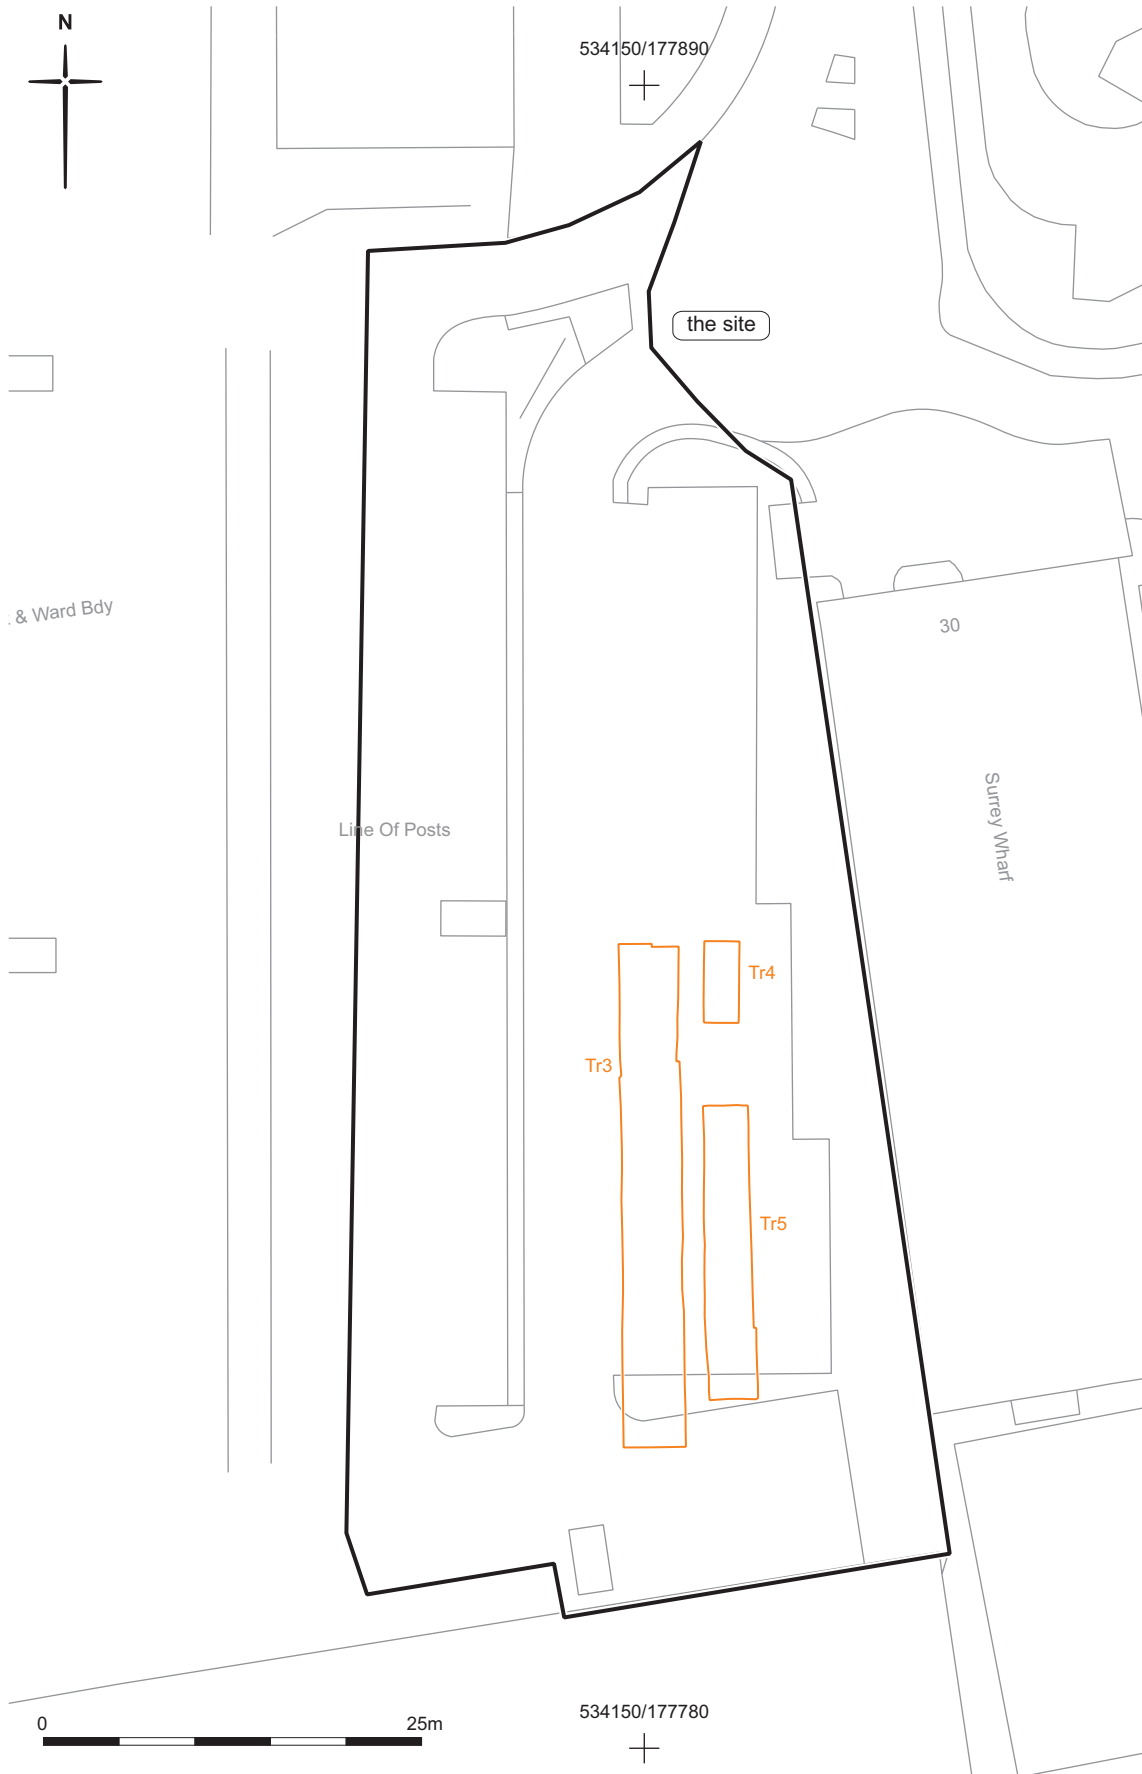 N
534150/177890
the site
& Ward Bdy
30
Line Of Posts
Surrey Wharf
Tr4
Tr3
Tr5
0
25m
534150/177780